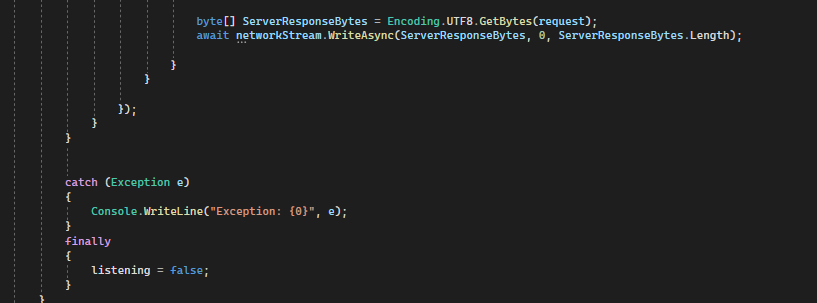 byte[] ServerResponseBytes = Encoding.UTF8.GetBytes(request);
await networkStream.WriteAsync(ServerResponseBytes, 0, ServerResponseBytes.Length);
}
}
});
}
}
catch (Exception e)
{
Console.WriteLine("Exception: {0}", e);
}
finally
{
listening = false;
}
}